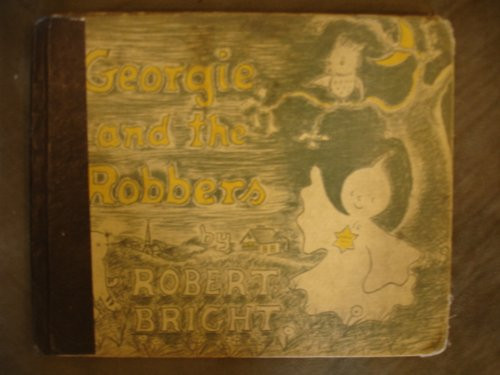 Georgie
and the
Robbers
by
ROBERT
BRIGHT